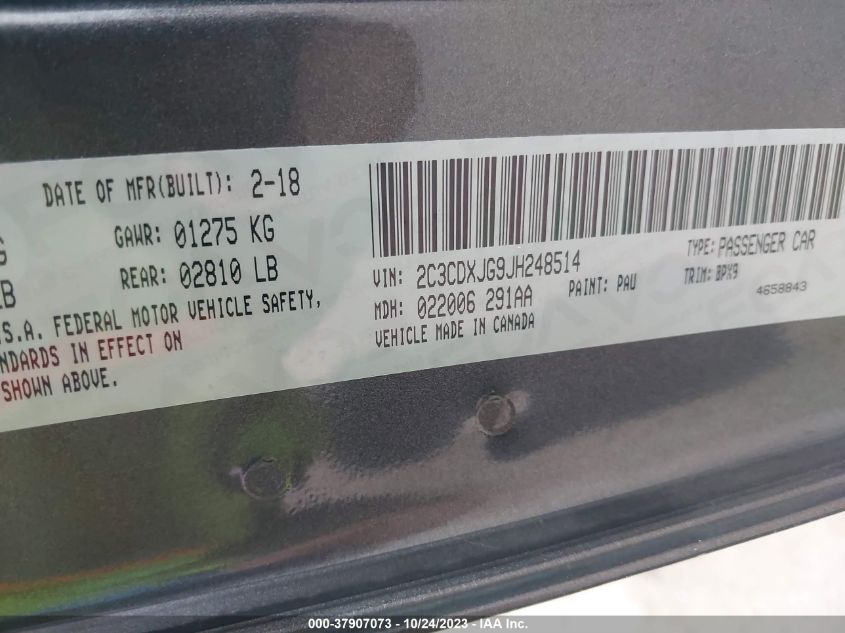 DATE OF MFR(BUILT): 2-18
GAWR: 01275 KG
REAR: 02810 LB
.S.A. FEDERAL MOTOR VEHICLE SAFETY,
NDARDS IN EFFECT ON
SHOWN ABOVE.
VIN: 2C3CDXJG9JH248514
TYPE: PASSENGER CAR
MDH: 022006 291AA
PAINT: PAU
TRIM: BPX9
VEHICLE MADE IN CANADA
4658843
000-37907073 - 10/24/2023 - Copyright © IAA, Inc.